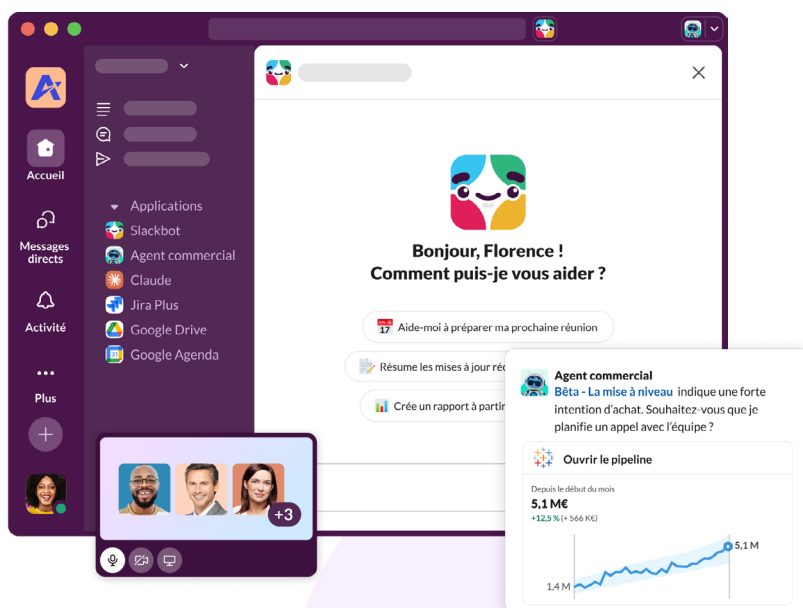 Accueil
Messages
directs
Activité
Plus
Applications
Slackbot
Agent commercial
Claude
Jira Plus
Google Drive
Google Agenda
Bonjour, Florence !
Comment puis-je vous aider ?
17
Aide-moi à préparer ma prochaine réunion
Résume les mises à jour réc
Crée un rapport à partir
+3
Agent commercial
Bêta - La mise à niveau indique une forte
intention d'achat. Souhaitez-vous que je
planifie un appel avec l'équipe ?
Ouvrir le pipeline
Depuis le début du mois
5,1 M€
+12,5 % (+ 566 K€)
5,1 M
1,4 M